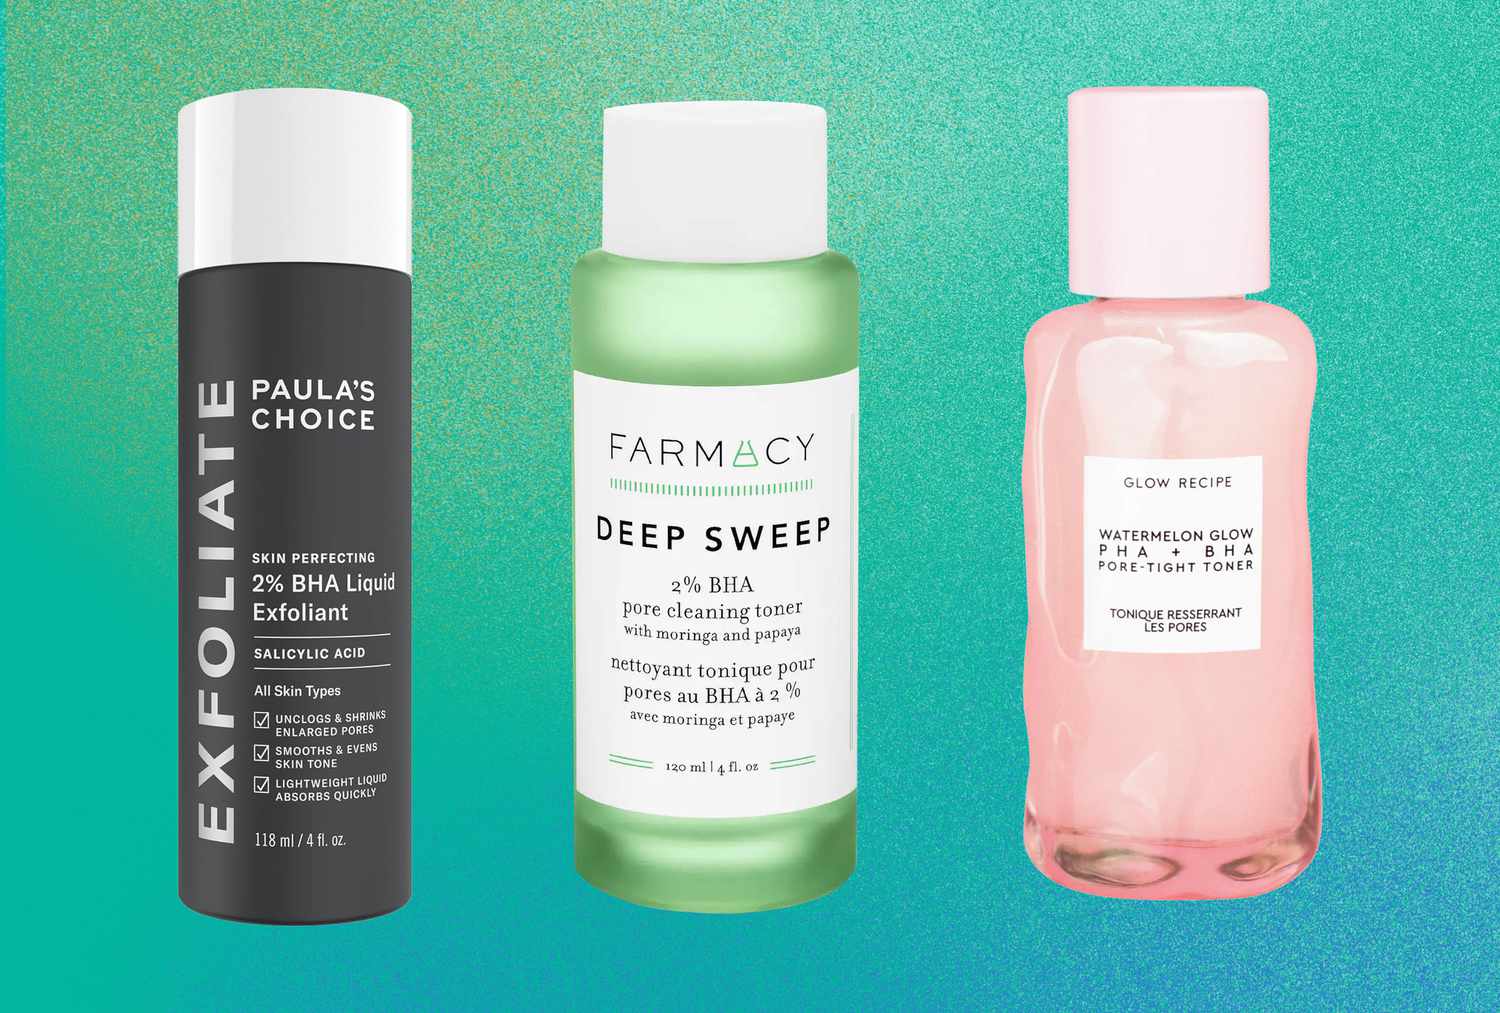 EXFOLIATE
PAULA'S
CHOICE
SKIN PERFECTING
2% BHA Liquid
Exfoliant
SALICYLIC ACID
All Skin Types
UNCLOGS & SHRINKS
ENLARGED PORES
SMOOTHS & EVENS
SKIN TONE
LIGHTWEIGHT LIQUID
ABSORBS QUICKLY
118 ml / 4 fl. oz.
FARMACY
DEEP SWEEP
2% BHA
pore cleaning toner
with moringa and papaya
nettoyant tonique pour
pores au BHA à 2 %
avec moringa et papaye
120 ml | 4 fl. oz
GLOW RECIPE
WATERMELON GLOW
PHA + BHA
PORE-TIGHT TONER
TONIQUE RESSERRANT
LES PORES